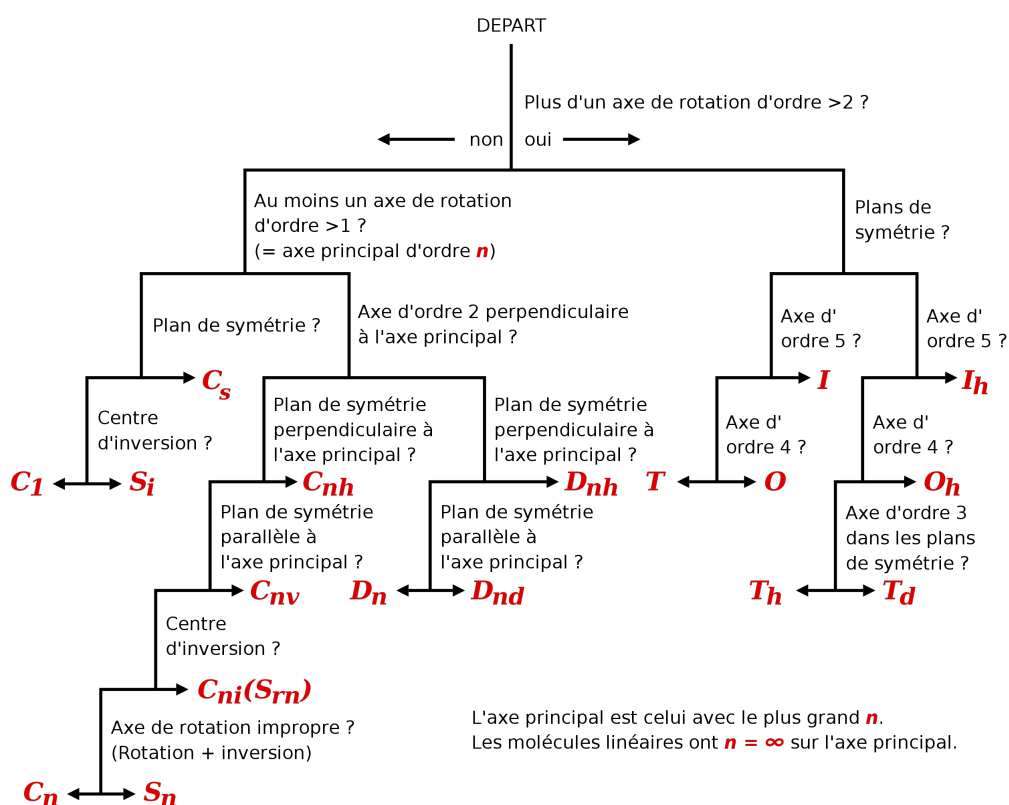 DEPART
Plus d'un axe de rotation d'ordre >2 ?
non oui
Au moins un axe de rotation
d'ordre >1 ?
(= axe principal d'ordre n)
Plans de
symétrie ?
Plan de symétrie ?
Axe d'ordre 2 perpendiculaire
à l'axe principal ?
Axe d'
ordre 5 ?
Axe d'
ordre 5 ?
Cs
I
Ih
Centre
d'inversion ?
Plan de symétrie
perpendiculaire à
l'axe principal ?
Plan de symétrie
perpendiculaire à
l'axe principal ?
Axe d'
ordre 4 ?
Axe d'
ordre 4 ?
C1
Si
Cnh
Dnh
T
O
Oh
Plan de symétrie
parallèle à
l'axe principal ?
Plan de symétrie
parallèle à
l'axe principal ?
Axe d'ordre 3
dans les plans
de symétrie ?
Cnv
Dn
Dnd
Th
Td
Centre
d'inversion ?
Cni(Srn)
Axe de rotation impropre ?
(Rotation + inversion)
L'axe principal est celui avec le plus grand n.
Les molécules linéaires ont n = ∞ sur l'axe principal.
Cn
Sn